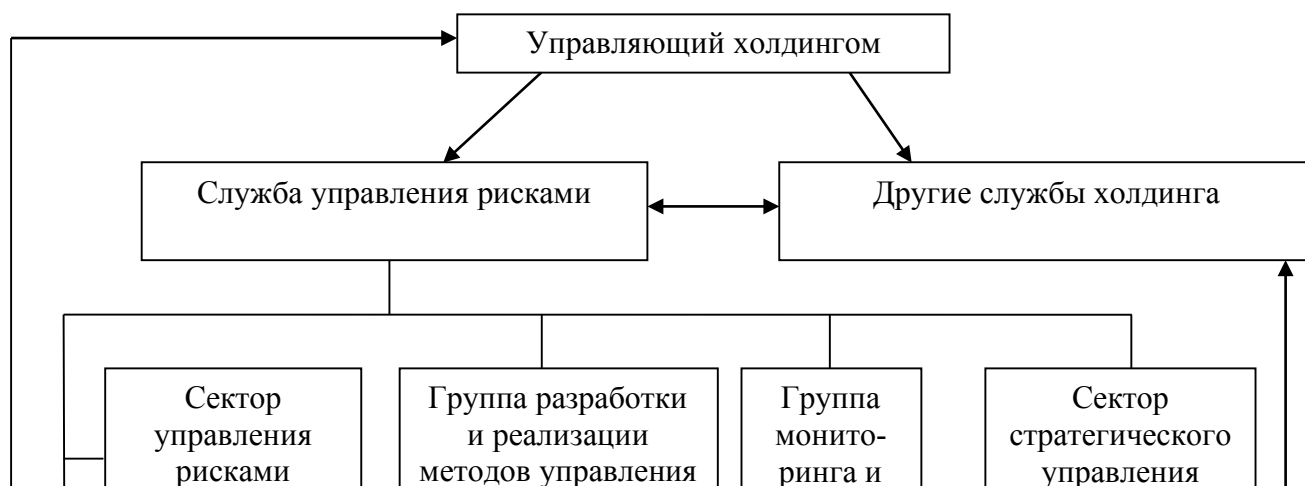 Управляющий холдингом
Служба управления рисками
Другие службы холдинга
Сектор
управления
рисками
Группа разработки
и реализации
методов управления
Группа
монито-
ринга и
Сектор
стратегического
управления